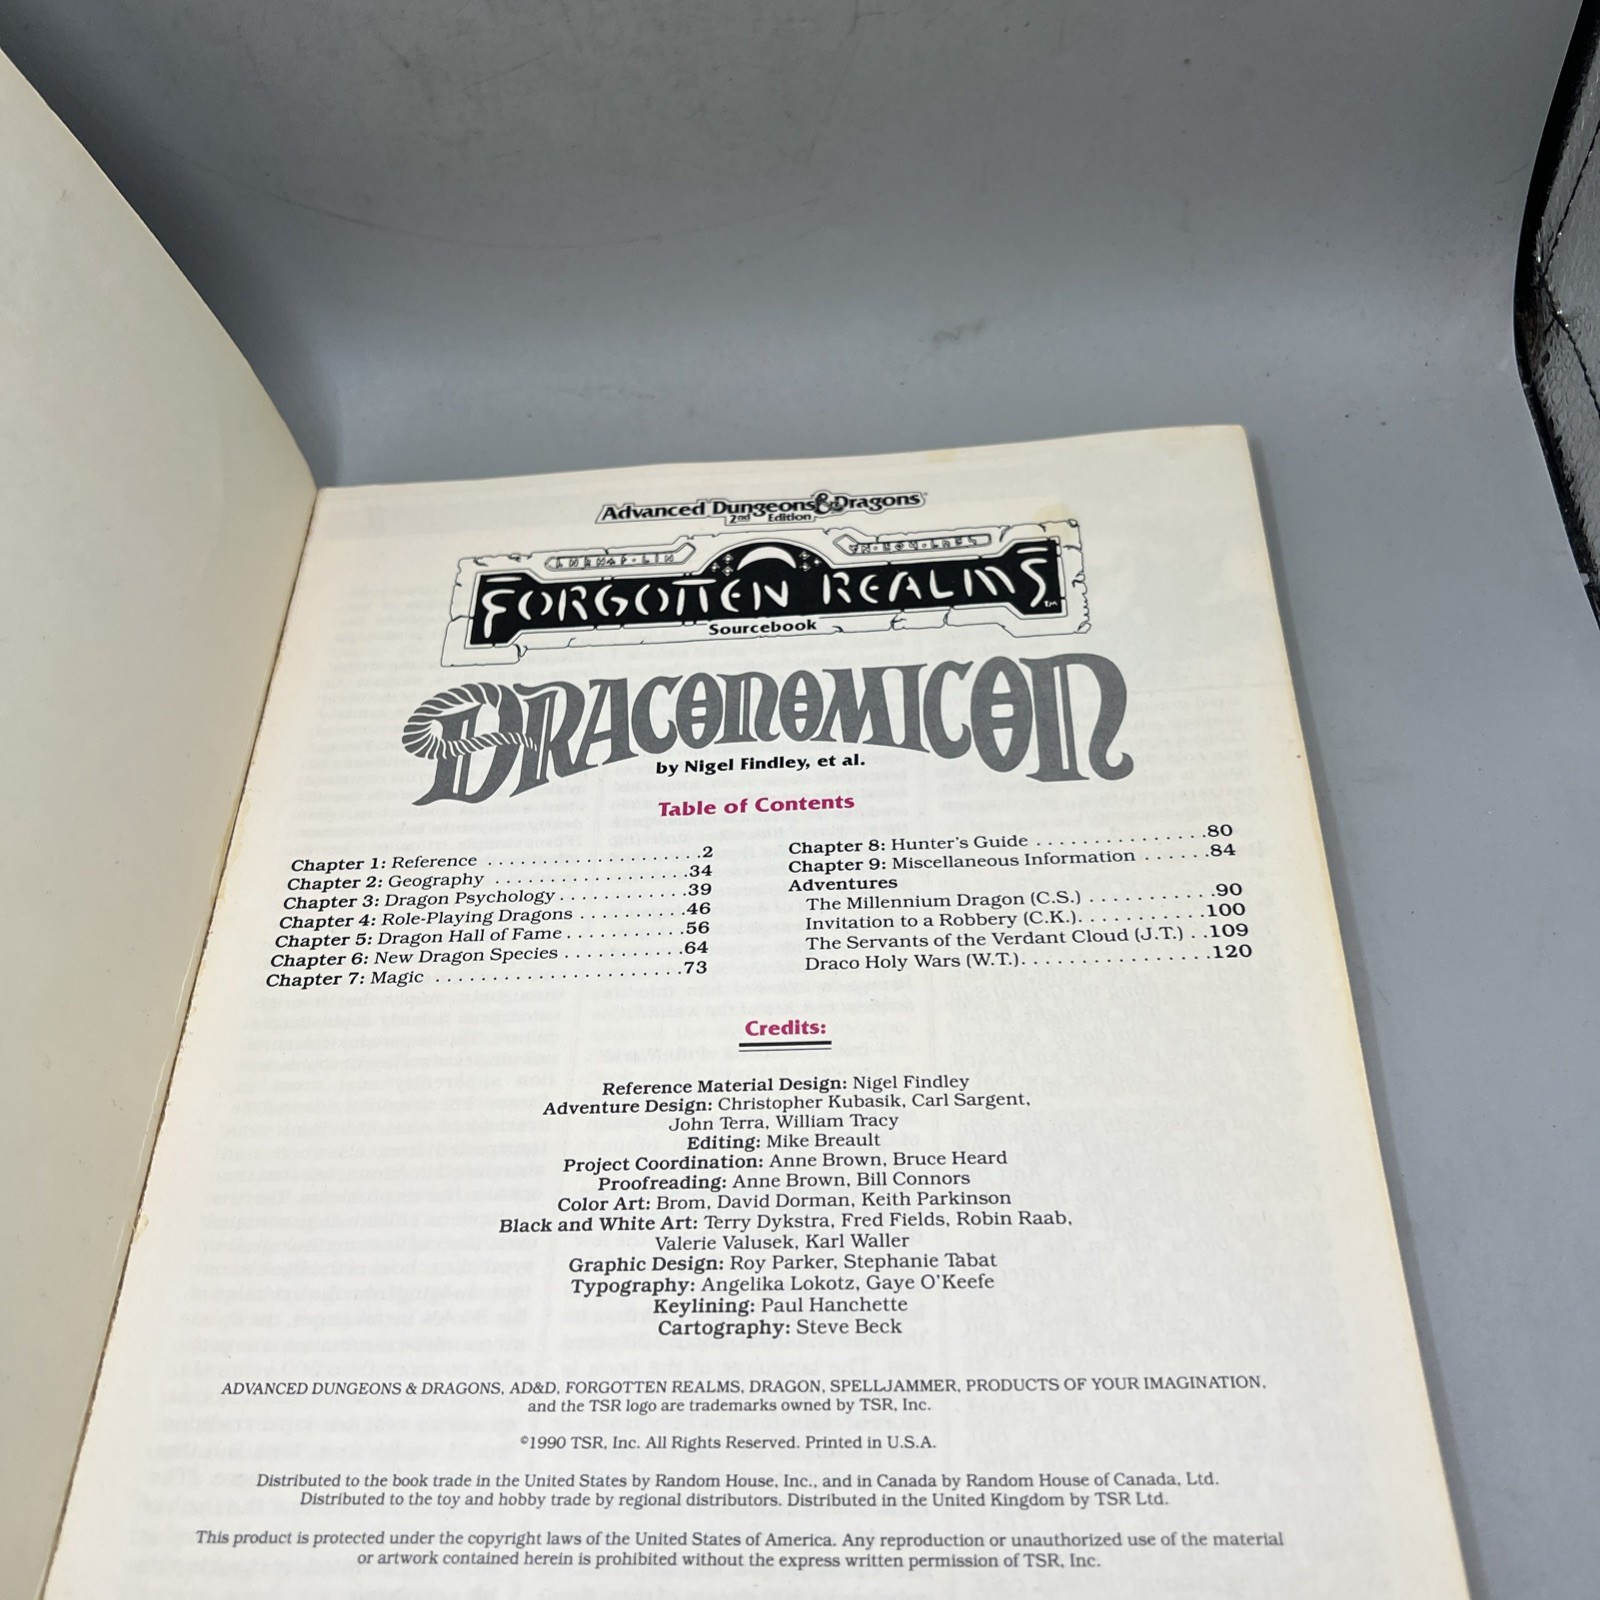 Advanced Dungeons & Dragons®
2nd Edition
FORGOTTEN REALMS™
Sourcebook
DRACONOMICON
by Nigel Findley, et al.
Table of Contents
Chapter 1: Reference . . . . . . . . . . . . . . . . . . . . .2
Chapter 2: Geography . . . . . . . . . . . . . . . . . .34
Chapter 3: Dragon Psychology . . . . . . . . . . . .39
Chapter 4: Role-Playing Dragons . . . . . . . . . .46
Chapter 5: Dragon Hall of Fame . . . . . . . . . . .56
Chapter 6: New Dragon Species . . . . . . . . . . .64
Chapter 7: Magic . . . . . . . . . . . . . . . . . . . . . . .73
Chapter 8: Hunter's Guide . . . . . . . . . . . . . . .80
Chapter 9: Miscellaneous Information . . . . . .84
Adventures
The Millennium Dragon (C.S.) . . . . . . . . . .90
Invitation to a Robbery (C.K.). . . . . . . . . . .100
The Servants of the Verdant Cloud (J.T.) . .109
Draco Holy Wars (W.T.). . . . . . . . . . . . . . . .120
Credits:
Reference Material Design: Nigel Findley
Adventure Design: Christopher Kubasik, Carl Sargent,
John Terra, William Tracy
Editing: Mike Breault
Project Coordination: Anne Brown, Bruce Heard
Proofreading: Anne Brown, Bill Connors
Color Art: Brom, David Dorman, Keith Parkinson
Black and White Art: Terry Dykstra, Fred Fields, Robin Raab,
Valerie Valusek, Karl Waller
Graphic Design: Roy Parker, Stephanie Tabat
Typography: Angelika Lokotz, Gaye O'Keefe
Keylining: Paul Hanchette
Cartography: Steve Beck
ADVANCED DUNGEONS & DRAGONS, AD&D, FORGOTTEN REALMS, DRAGON, SPELLJAMMER, PRODUCTS OF YOUR IMAGINATION,
and the TSR logo are trademarks owned by TSR, Inc.
©1990 TSR, Inc. All Rights Reserved. Printed in U.S.A.
Distributed to the book trade in the United States by Random House, Inc., and in Canada by Random House of Canada, Ltd.
Distributed to the toy and hobby trade by regional distributors. Distributed in the United Kingdom by TSR Ltd.
This product is protected under the copyright laws of the United States of America. Any reproduction or unauthorized use of the material
or artwork contained herein is prohibited without the express written permission of TSR, Inc.